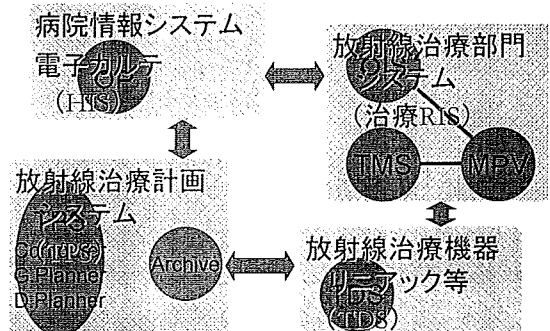 病院情報システム
電子カルテ
(HIS)
放射線治療部門
システム
(治療RIS)
TMS
MPV
放射線治療計画
システム
(TPS)
G.Planner
D.Planner
Archive
放射線治療機器
リニアック等
(TDS)